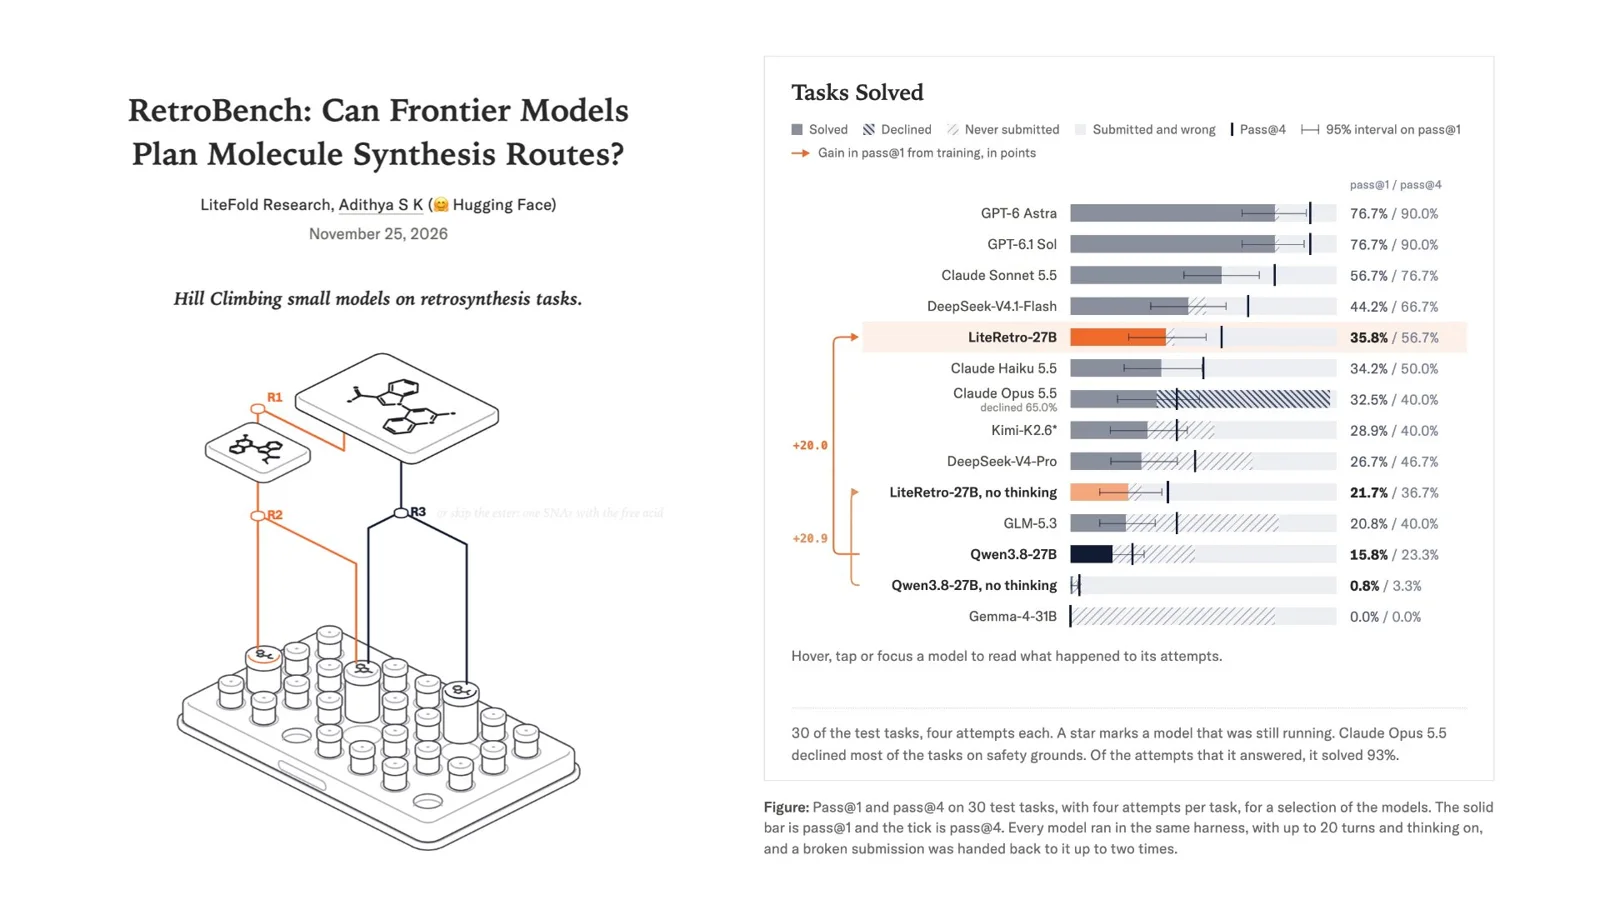 RetroBench: Can Frontier Models
Plan Molecule Synthesis Routes?
LiteFold Research, Adithya S K (🤗 Hugging Face)
November 25, 2026
Hill Climbing small models on retrosynthesis tasks.
R1
R2
R3
or skip the ester: one SNAr with the free acid
Tasks Solved
Solved
Declined
Never submitted
Submitted and wrong
Pass@4
95% interval on pass@1
Gain in pass@1 from training, in points
pass@1 / pass@4
GPT-6 Astra 76.7% / 90.0%
GPT-6.1 Sol 76.7% / 90.0%
Claude Sonnet 5.5 56.7% / 76.7%
DeepSeek-V4.1-Flash 44.2% / 66.7%
LiteRetro-27B 35.8% / 56.7%
Claude Haiku 5.5 34.2% / 50.0%
Claude Opus 5.5 32.5% / 40.0%
declined 65.0%
Kimi-K2.6* 28.9% / 40.0%
+20.0
DeepSeek-V4-Pro 26.7% / 46.7%
LiteRetro-27B, no thinking 21.7% / 36.7%
GLM-5.3 20.8% / 40.0%
+20.9
Qwen3.8-27B 15.8% / 23.3%
Qwen3.8-27B, no thinking 0.8% / 3.3%
Gemma-4-31B 0.0% / 0.0%
Hover, tap or focus a model to read what happened to its attempts.
30 of the test tasks, four attempts each. A star marks a model that was still running. Claude Opus 5.5
declined most of the tasks on safety grounds. Of the attempts that it answered, it solved 93%.
Figure: Pass@1 and pass@4 on 30 test tasks, with four attempts per task, for a selection of the models. The solid
bar is pass@1 and the tick is pass@4. Every model ran in the same harness, with up to 20 turns and thinking on,
and a broken submission was handed back to it up to two times.